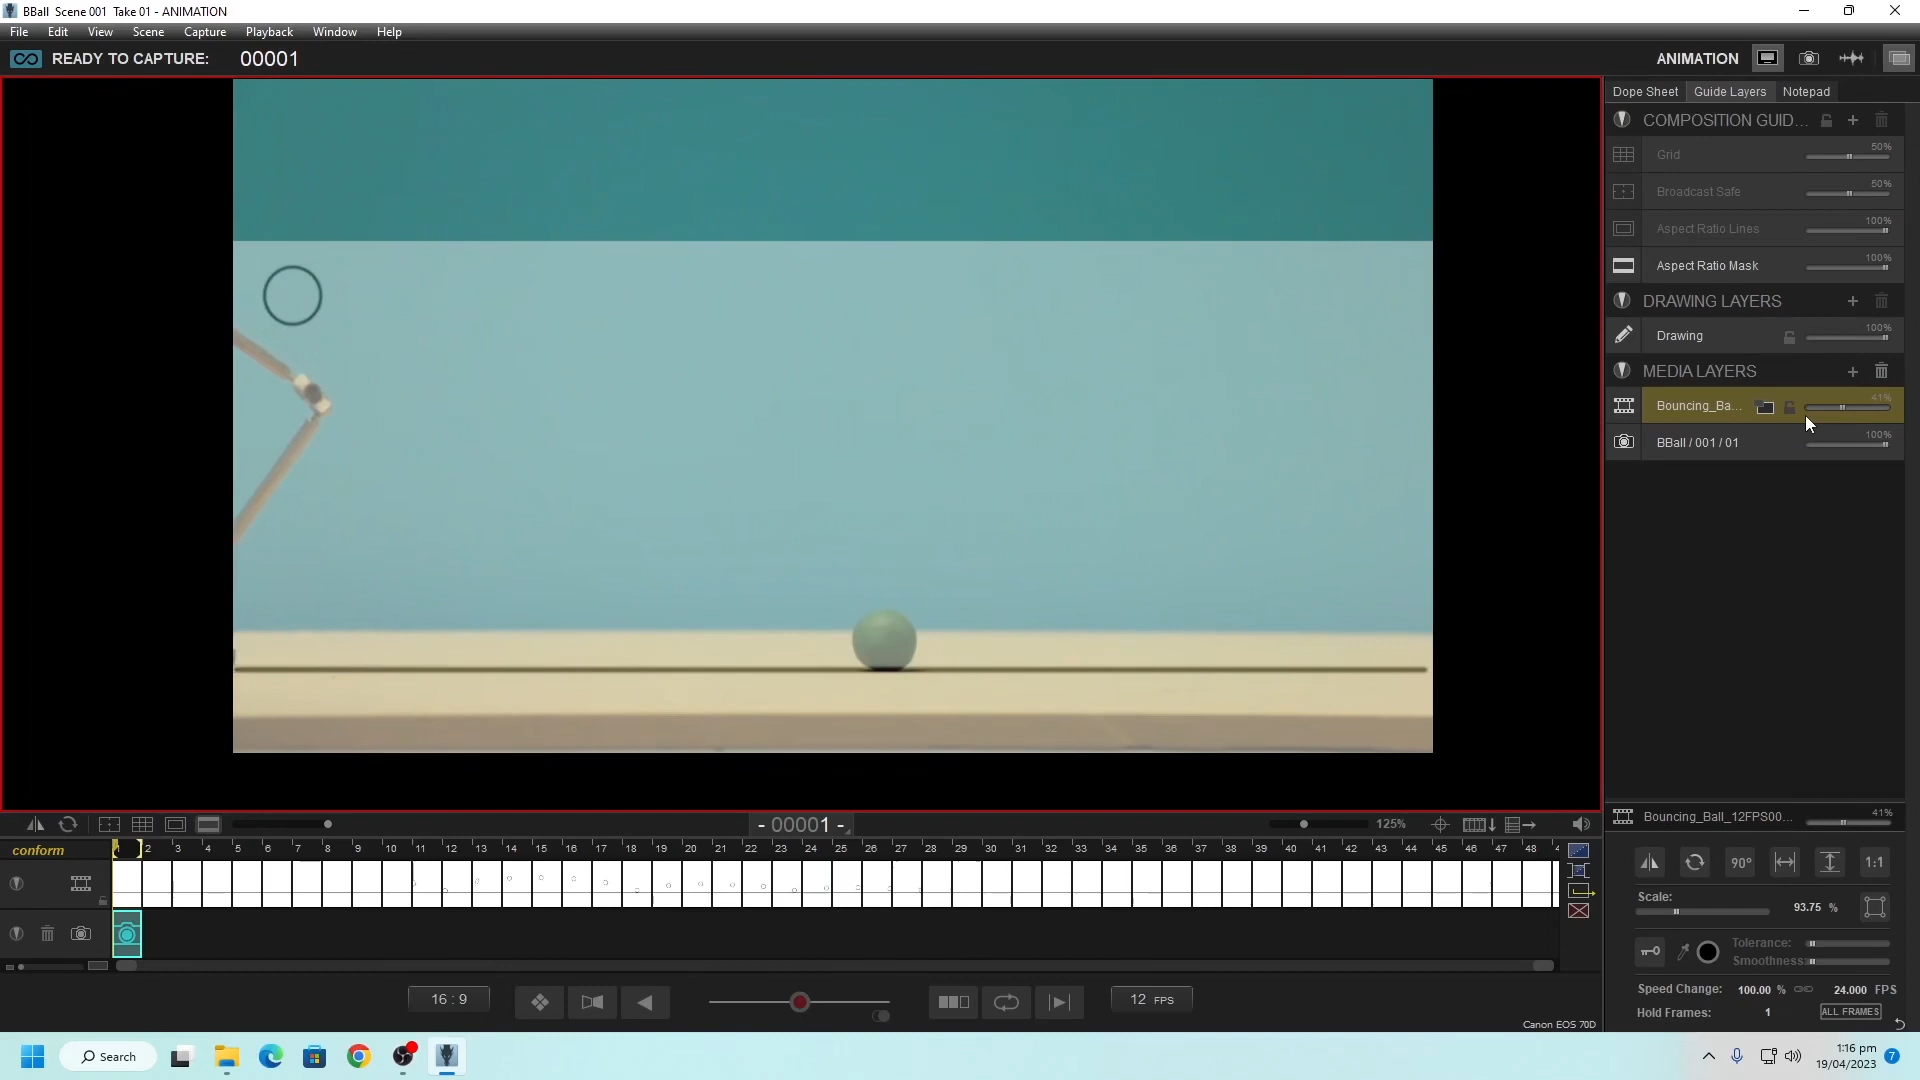 BBall Scene 001 Take 01 - ANIMATION
File Edit View Scene Capture Playback Window Help
READY TO CAPTURE: 00001
ANIMATION
Dope Sheet Guide Layers Notepad
COMPOSITION GUID...
Grid 50%
Broadcast Safe 50%
Aspect Ratio Lines 100%
Aspect Ratio Mask 100%
DRAWING LAYERS
Drawing 100%
MEDIA LAYERS
Bouncing_Ba... 41%
BBall / 001 / 01 100%
- 00001 -
125%
Bouncing_Ball_12FPS00... 41%
conform
1 2 3 4 5 6 7 8 9 10 11 12 13 14 15 16 17 18 19 20 21 22 23 24 25 26 27 28 29 30 31 32 33 34 35 36 37 38 39 40 41 42 43 44 45 46 47 48
90° 1:1
Scale: 93.75 %
Tolerance:
Smoothness:
Speed Change: 100.00 % 24.000 FPS
Hold Frames: 1 ALL FRAMES
16 : 9
12 FPS
Canon EOS 70D
Search
1:16 pm
19/04/2023
7